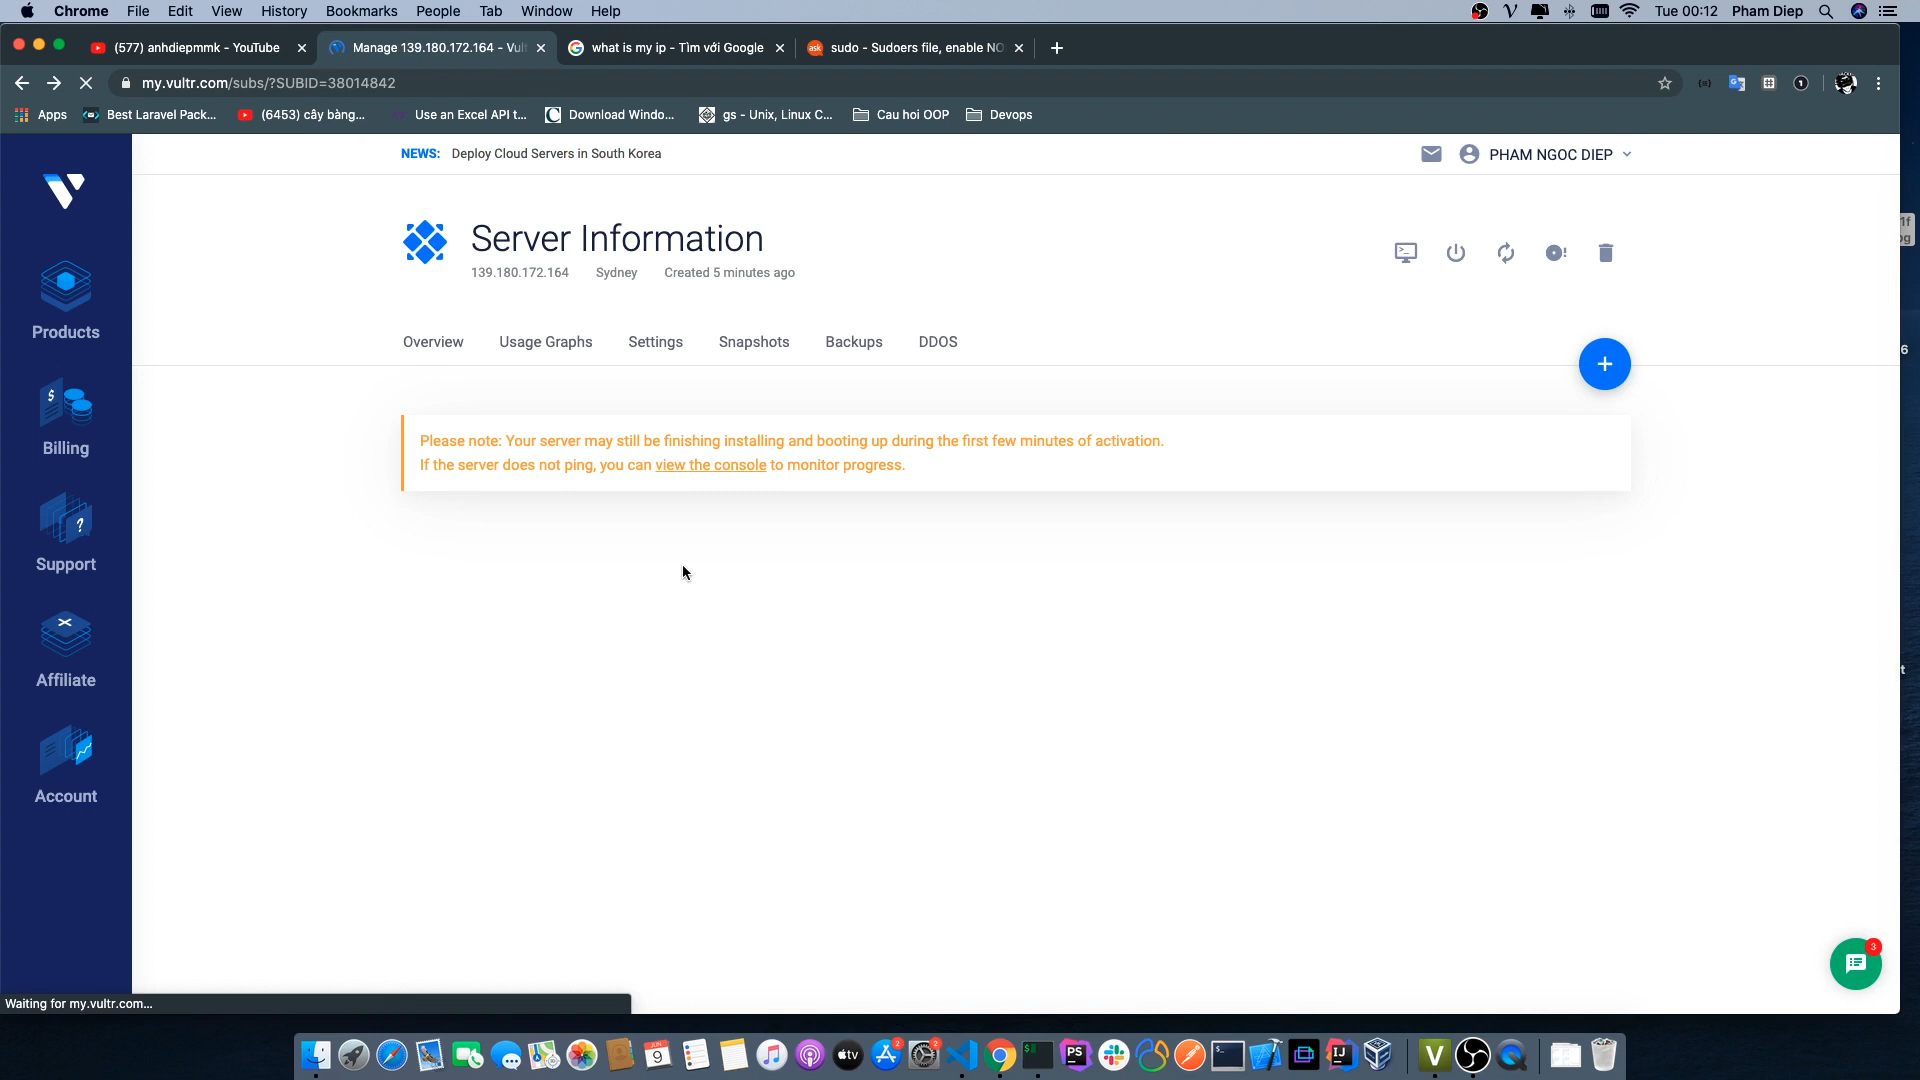 Chrome File Edit View History Bookmarks People Tab Window Help Tue 00:12 Pham Diep
(577) anhdiepmmk - YouTube Manage 139.180.172.164 - Vul what is my ip - Tìm với Google sudo - Sudoers file, enable NO
my.vultr.com/subs/?SUBID=38014842
Apps Best Laravel Pack... (6453) cây bàng... Use an Excel API t... Download Windo... gs - Unix, Linux C... Cau hoi OOP Devops
NEWS: Deploy Cloud Servers in South Korea PHAM NGOC DIEP
Server Information
139.180.172.164 Sydney Created 5 minutes ago
Overview Usage Graphs Settings Snapshots Backups DDOS
Please note: Your server may still be finishing installing and booting up during the first few minutes of activation.
If the server does not ping, you can view the console to monitor progress.
Products
Billing
Support
Affiliate
Account
3
Waiting for my.vultr.com...